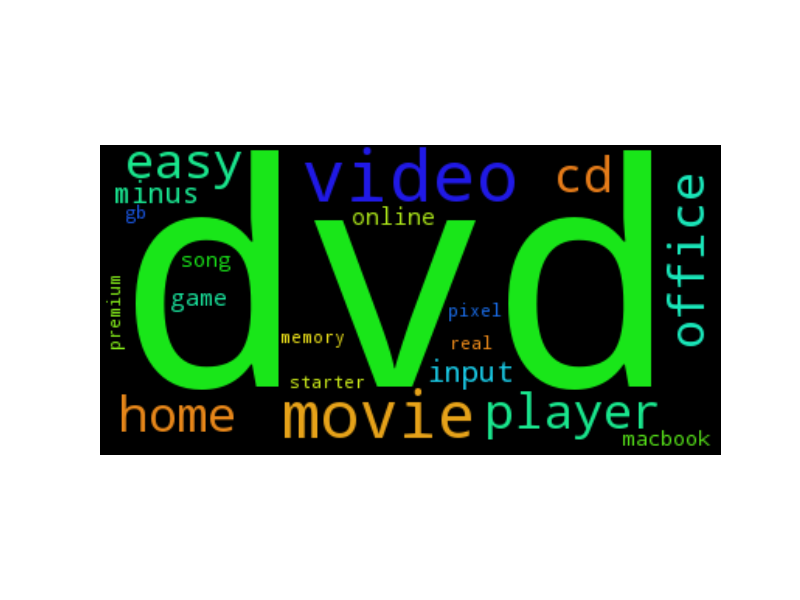 easy
video
cd
minus
office
gb
online
dvd
song
premium
game
pixel
memory
real
input
starter
home
movie
player
macbook